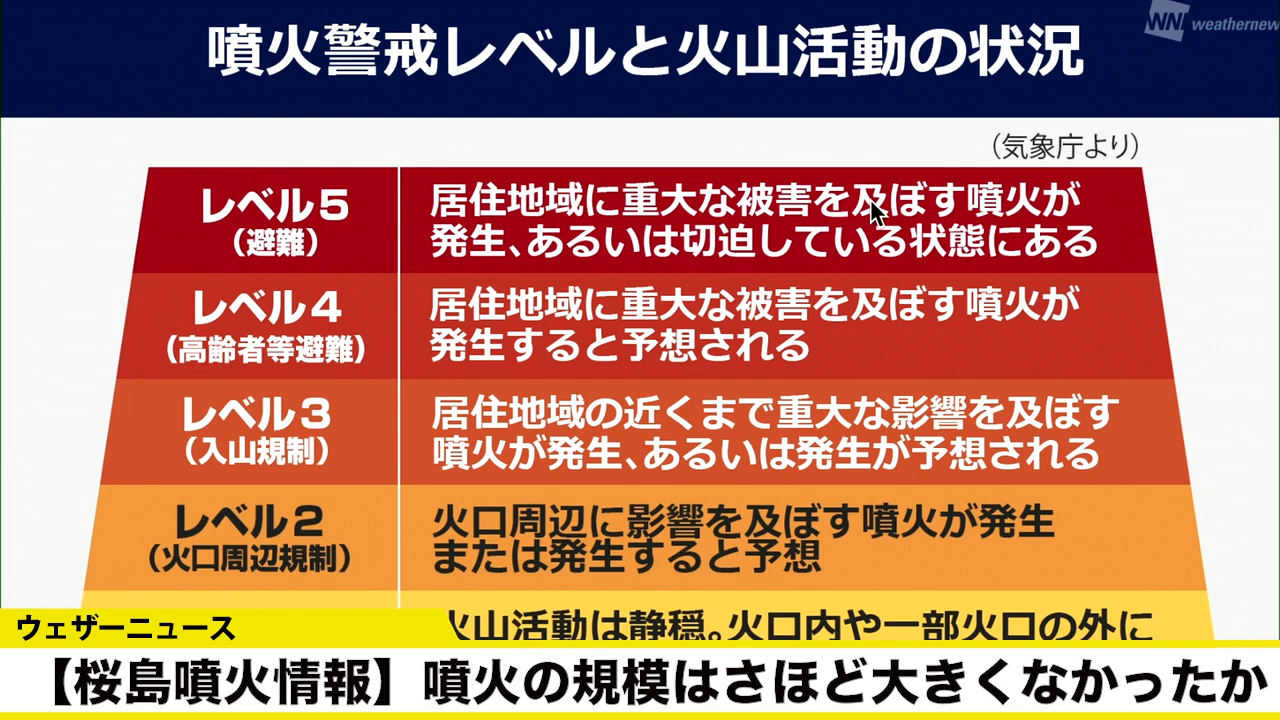 噴火警戒レベルと火山活動の状況
WN weathernew
（気象庁より）
レベル5
（避難）
居住地域に重大な被害を及ぼす噴火が
発生、あるいは切迫している状態にある
レベル4
（高齢者等避難）
居住地域に重大な被害を及ぼす噴火が
発生すると予想される
レベル3
（入山規制）
居住地域の近くまで重大な影響を及ぼす
噴火が発生、あるいは発生が予想される
レベル2
（火口周辺規制）
火口周辺に影響を及ぼす噴火が発生
または発生すると予想
火山活動は静穏。火口内や一部火口の外に
ウェザーニュース
【桜島噴火情報】噴火の規模はさほど大きくなかったか